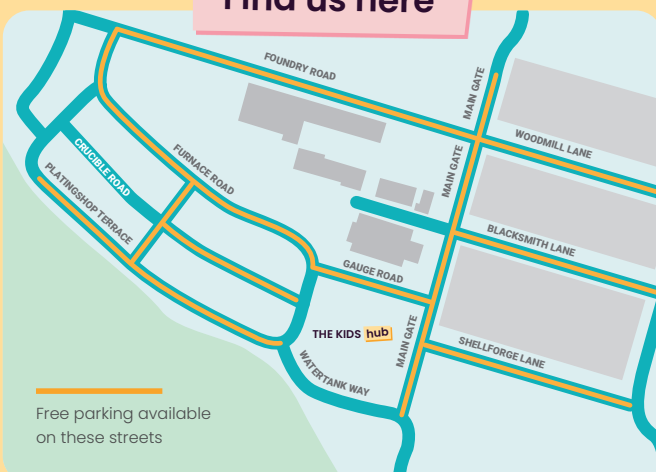 Find us here
FOUNDRY ROAD
MAIN GATE
WOODMILL LANE
CRUCIBLE ROAD
FURNACE ROAD
MAIN GATE
PLATINGSHOP TERRACE
BLACKSMITH LANE
GAUGE ROAD
THE KIDS hub
MAIN GATE
SHELLFORGE LANE
WATERTANK WAY
Free parking available
on these streets